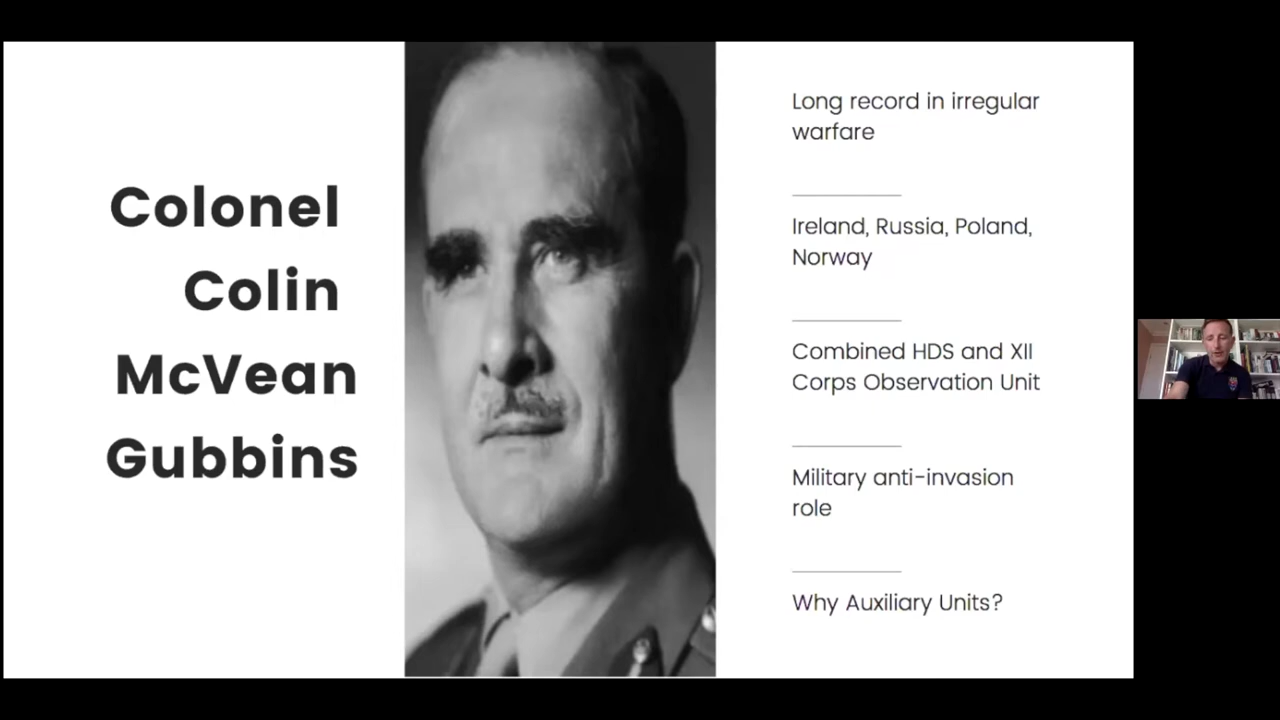 Colonel
Colin
McVean
Gubbins
Long record in irregular
warfare
Ireland, Russia, Poland,
Norway
Combined HDS and XII
Corps Observation Unit
Military anti-invasion
role
Why Auxiliary Units?